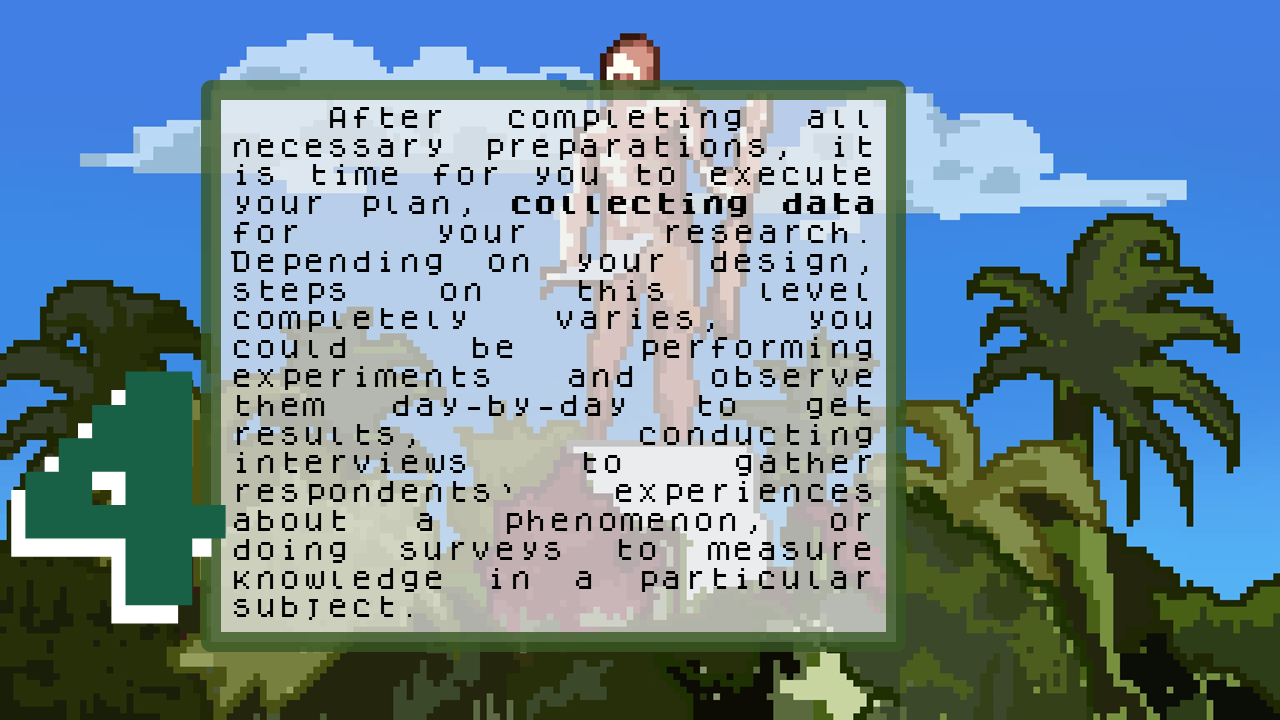 After completing all
necessary preparations, it
is time for you to execute
your plan, collecting data
for your research.
Depending on your design,
steps on this level
completely varies, you
could be performing
experiments and observe
them day-by-day to get
results, conducting
interviews to gather
respondents' experiences
about a phenomenon, or
doing surveys to measure
knowledge in a particular
subject.
4